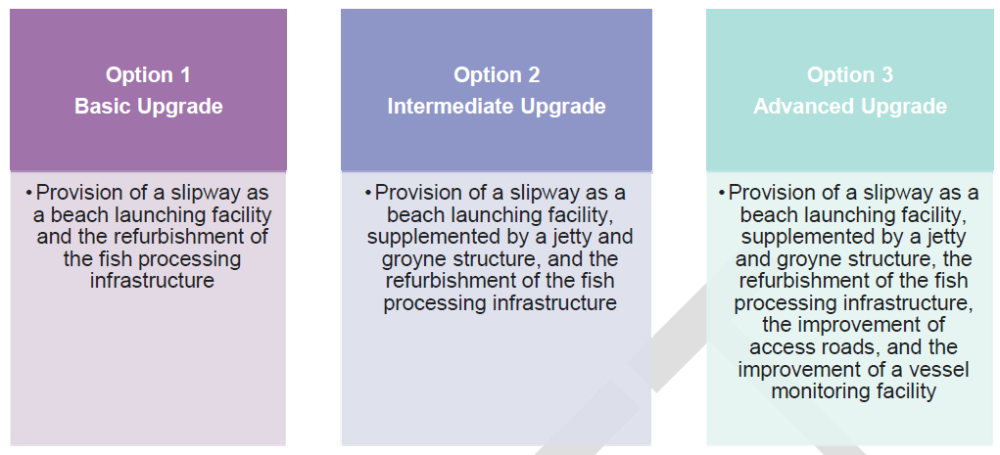 Option 1
Basic Upgrade
• Provision of a slipway as
a beach launching facility
and the refurbishment of
the fish processing
infrastructure
Option 2
Intermediate Upgrade
• Provision of a slipway as a
beach launching facility,
supplemented by a jetty and
groyne structure, and the
refurbishment of the fish
processing infrastructure
Option 3
Advanced Upgrade
• Provision of a slipway as a
beach launching facility,
supplemented by a jetty
and groyne structure, the
refurbishment of the fish
processing infrastructure,
the improvement of
access roads, and the
improvement of a vessel
monitoring facility